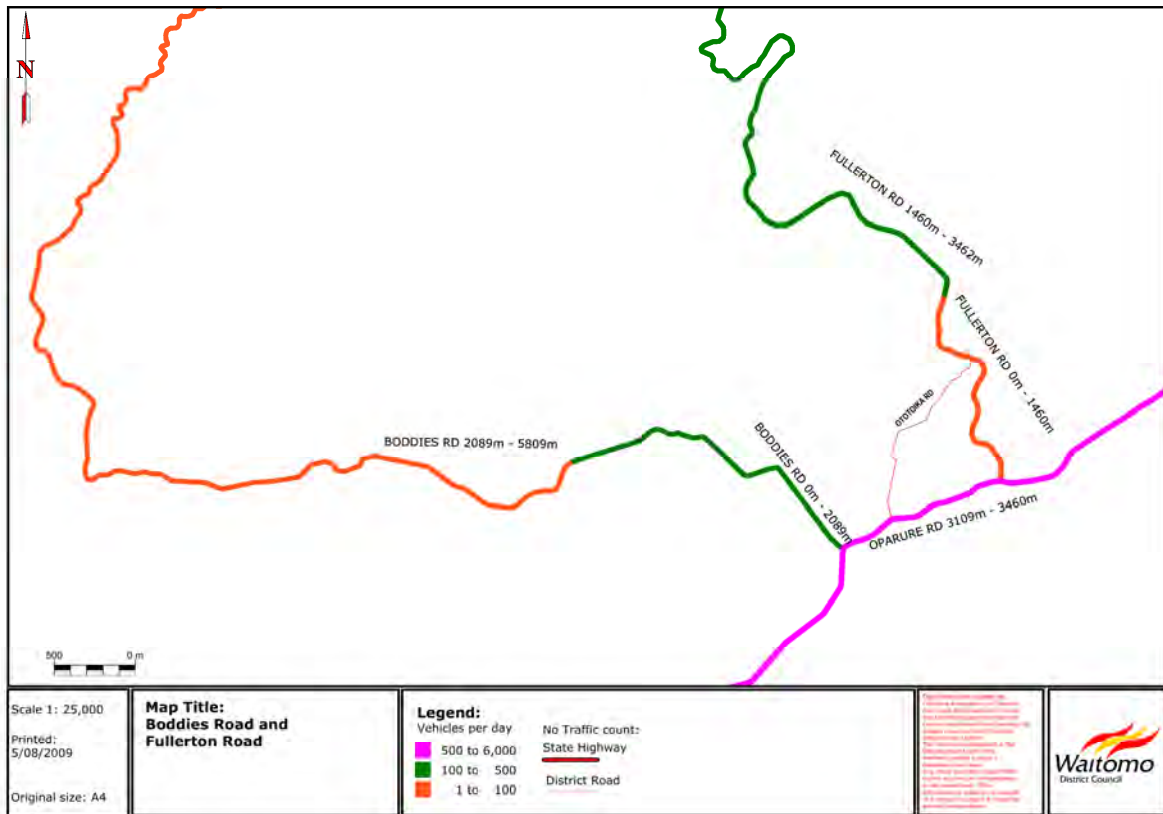 N
FULLERTON RD 1460m - 3462m
FULLERTON RD 0m - 1460m
OTOTOIKA RD
BODDIES RD 2089m - 5809m
BODDIES RD 0m - 2089m
OPARURE RD 3109m - 3460m
500 0 m
Scale 1: 25,000
Printed:
5/08/2009
Original size: A4
Map Title:
Boddies Road and
Fullerton Road
Legend:
Vehicles per day
500 to 6,000
100 to 500
1 to 100
No Traffic count:
State Highway
District Road
Waitomo
District Council